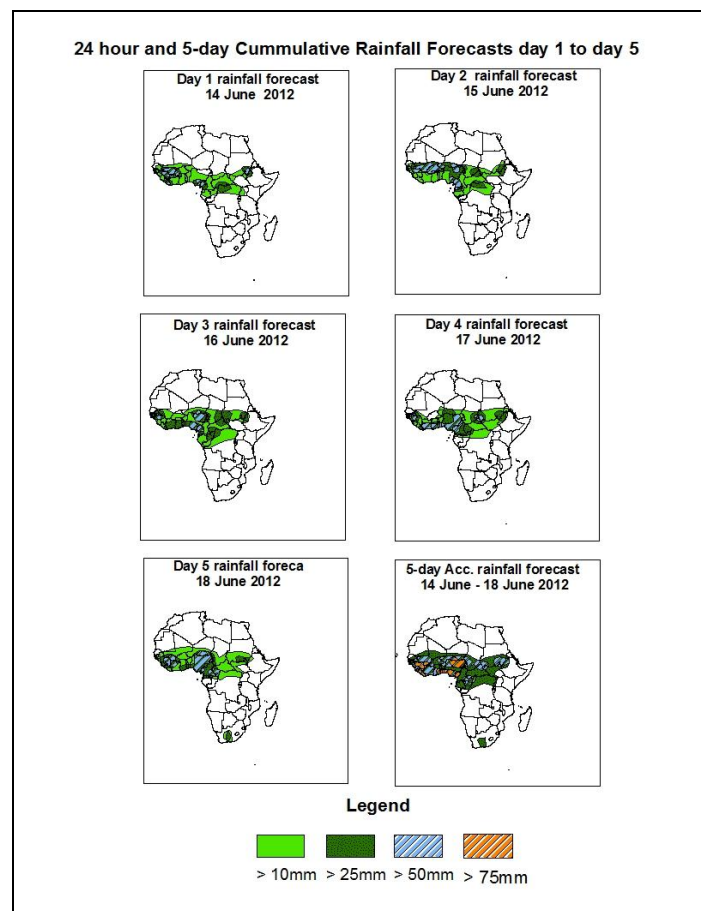 24 hour and 5-day Cummulative Rainfall Forecasts day 1 to day 5
Day 1 rainfall forecast
14 June 2012
Day 2 rainfall forecast
15 June 2012
Day 3 rainfall forecast
16 June 2012
Day 4 rainfall forecast
17 June 2012
Day 5 rainfall foreca
18 June 2012
5-day Acc. rainfall forecast
14 June - 18 June 2012
Legend
> 10mm
> 25mm
> 50mm
> 75mm